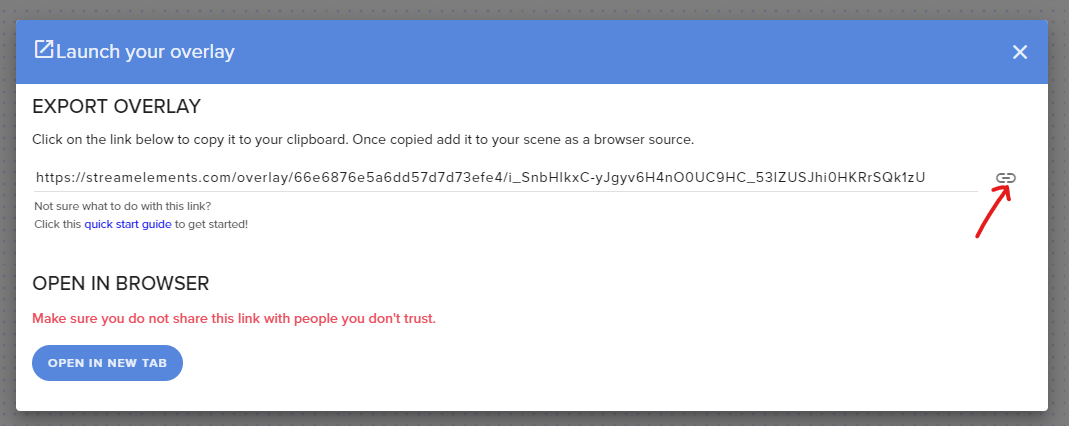 Launch your overlay
EXPORT OVERLAY
Click on the link below to copy it to your clipboard. Once copied add it to your scene as a browser source.
https://streamelements.com/overlay/66e6876e5a6dd57d7d73efe4/i_SnbHlkxC-yJgyv6H4nO0UC9HC_53IZUSJhi0HKRrSQk1zU
Not sure what to do with this link?
Click this quick start guide to get started!
OPEN IN BROWSER
Make sure you do not share this link with people you don't trust.
OPEN IN NEW TAB